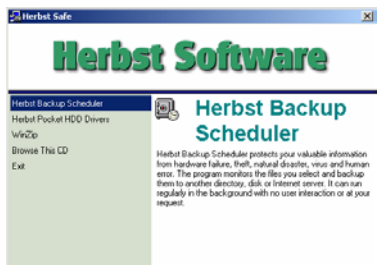 Herbst Safe
Herbst Software
Herbst Backup Scheduler
Herbst Pocket HDD Drivers
WinZip
Browse This CD
Exit
Herbst Backup
Scheduler
Herbst Backup Scheduler protects your valuable information
from hardware failure, theft, natural disaster, virus and human
error. The program monitors the files you select and backup
them to another directory, disk or Internet server. It can run
regularly in the background with no user interaction or at your
request.